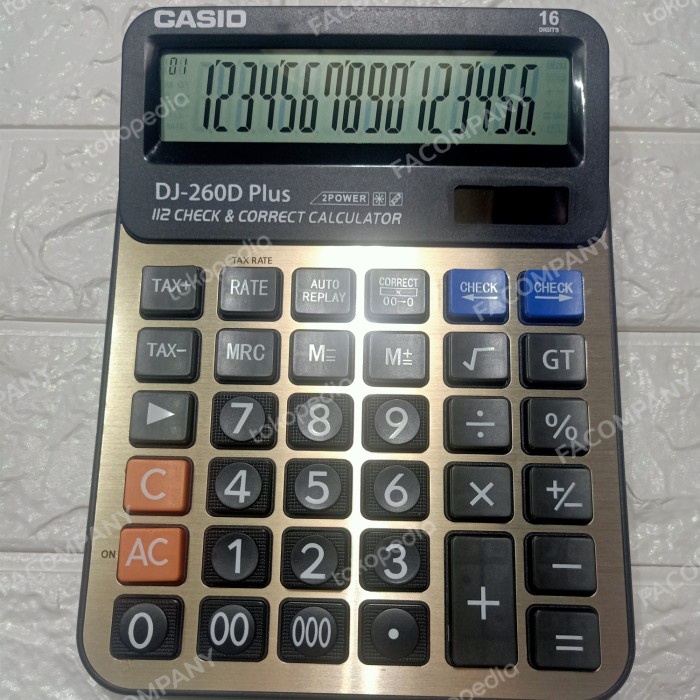 CASIO
16
DIGITS
01
1234567890123456.
DJ-260D Plus
2POWER
112 CHECK & CORRECT CALCULATOR
TAX RATE
TAX+ RATE AUTO REPLAY CORRECT 00→0 CHECK ← CHECK →
TAX- MRC M= M± √ GT
▶ 7 8 9 ÷ %
C 4 5 6 × +/-
ON AC 1 2 3 + −
0 00 000 • =
tokopedia
FACOMPANY